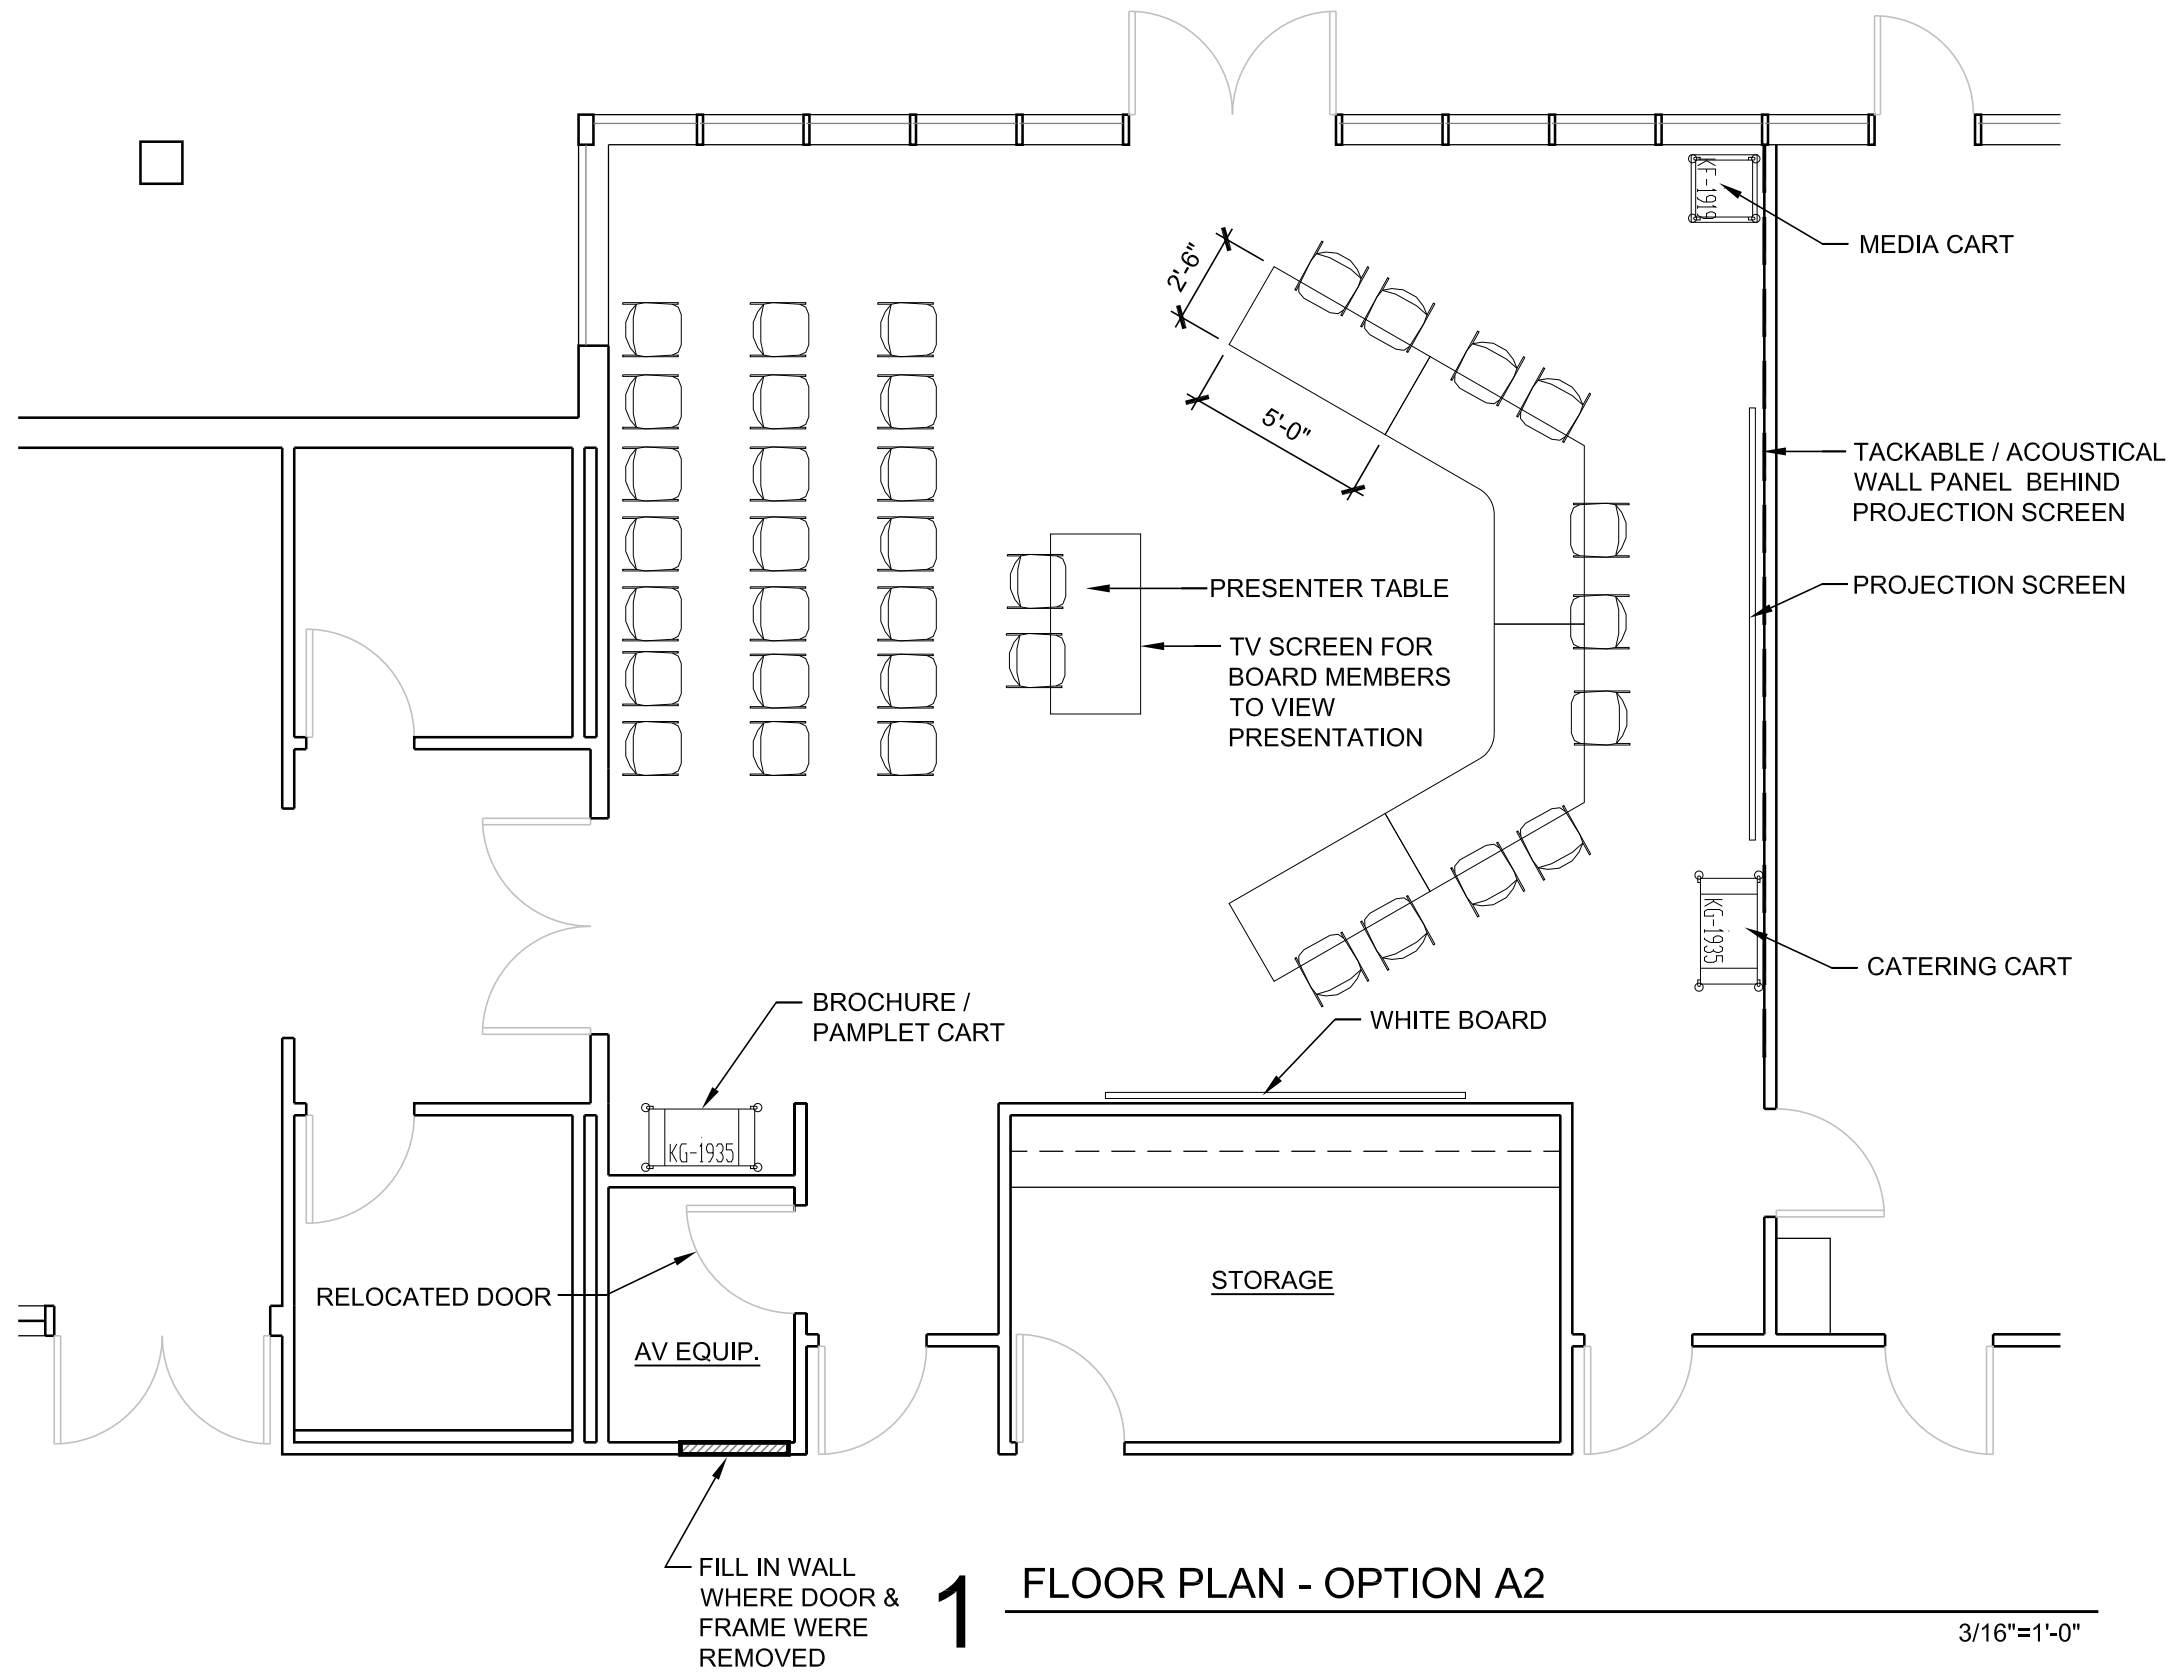 KF-1919
MEDIA CART
2'-6"
5'-0"
TACKABLE / ACOUSTICAL
WALL PANEL BEHIND
PROJECTION SCREEN
PRESENTER TABLE
PROJECTION SCREEN
TV SCREEN FOR
BOARD MEMBERS
TO VIEW
PRESENTATION
KG-1935
CATERING CART
BROCHURE /
PAMPLET CART
WHITE BOARD
KG-1935
RELOCATED DOOR
STORAGE
AV EQUIP.
FILL IN WALL
WHERE DOOR &
FRAME WERE
REMOVED
1 FLOOR PLAN - OPTION A2
3/16"=1'-0"